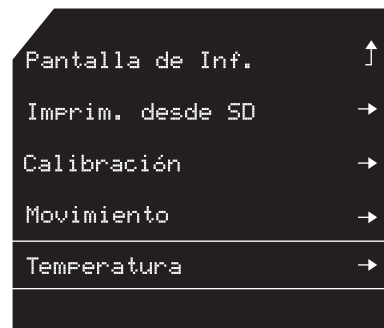 Pantalla de Inf.
Imprim. desde SD
Calibración
Movimiento
Temperatura